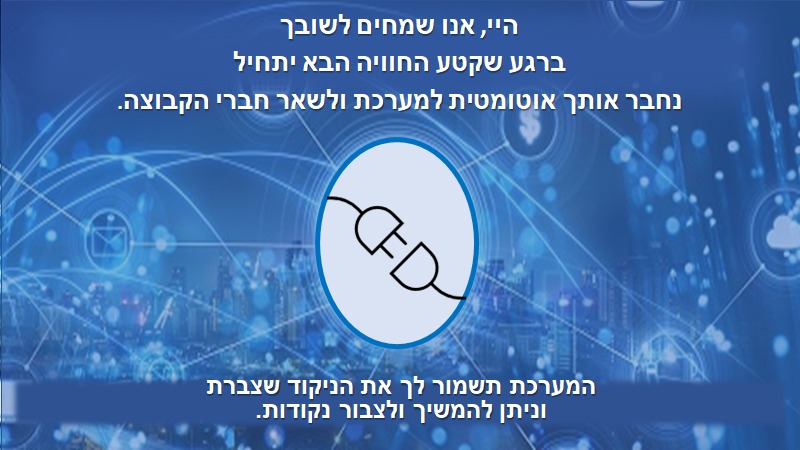 היי, אנו שמחים לשובך
ברגע שקטע החוויה הבא יתחיל
נחבר אותך אוטומטית למערכת ולשאר חברי הקבוצה.
המערכת תשמור לך את הניקוד שצברת
וניתן להמשיך ולצבור נקודות.